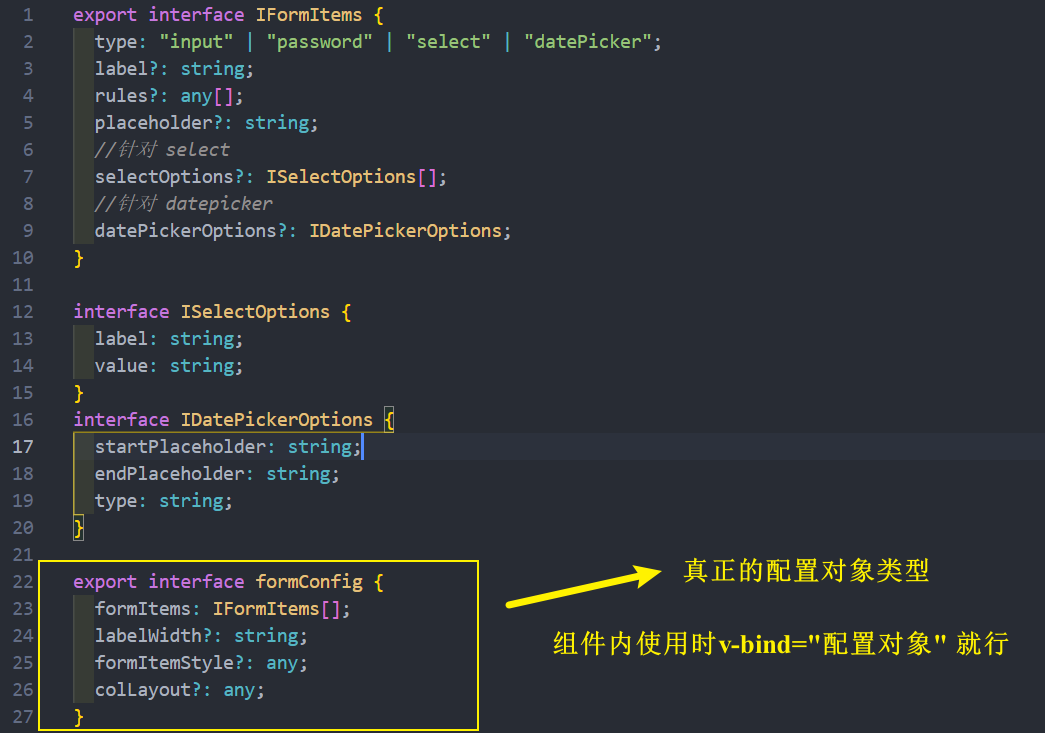 1 export interface IFormItems {
2 type: "input" | "password" | "select" | "datePicker";
3 label?: string;
4 rules?: any[];
5 placeholder?: string;
6 //针对 select
7 selectOptions?: ISelectOptions[];
8 //针对 datepicker
9 datePickerOptions?: IDatePickerOptions;
10 }
11
12 interface ISelectOptions {
13 label: string;
14 value: string;
15 }
16 interface IDatePickerOptions {
17 startPlaceholder: string;
18 endPlaceholder: string;
19 type: string;
20 }
21
22 export interface formConfig {
23 formItems: IFormItems[];
24 labelWidth?: string;
25 formItemStyle?: any;
26 colLayout?: any;
27 }
真正的配置对象类型
组件内使用时v-bind="配置对象" 就行